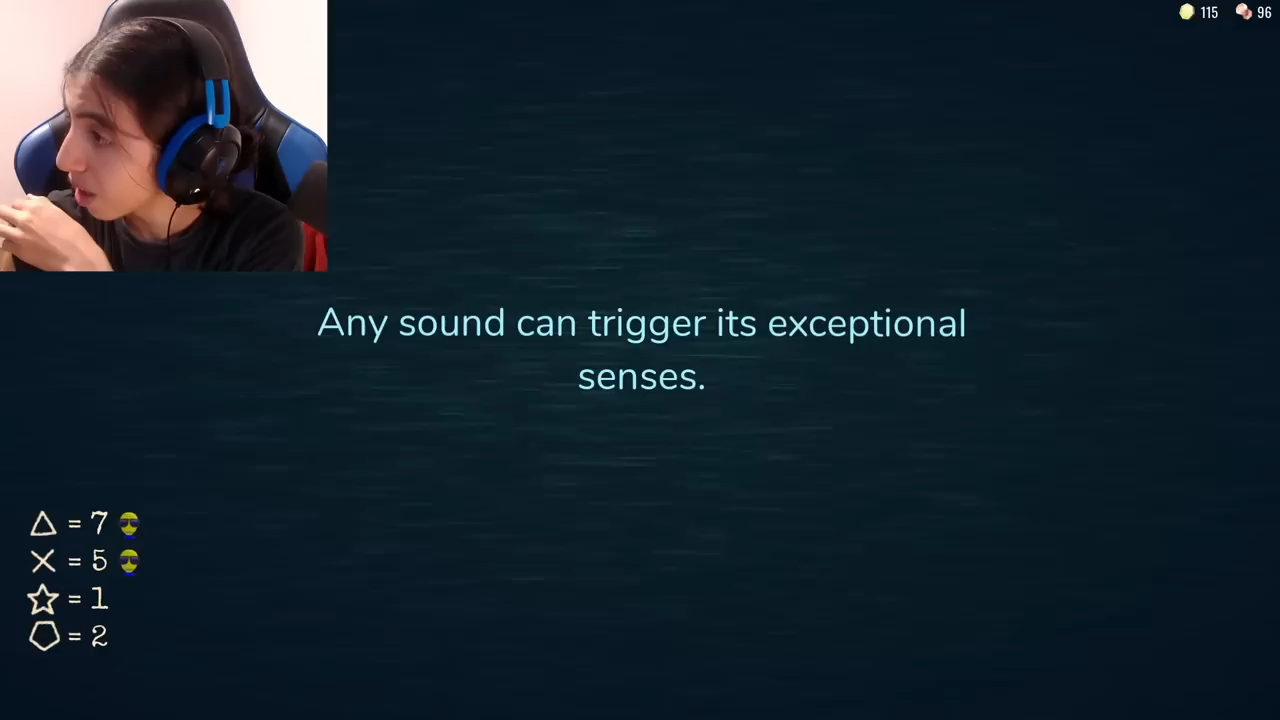 115 96
Any sound can trigger its exceptional
senses.
= 7
= 5
= 1
= 2